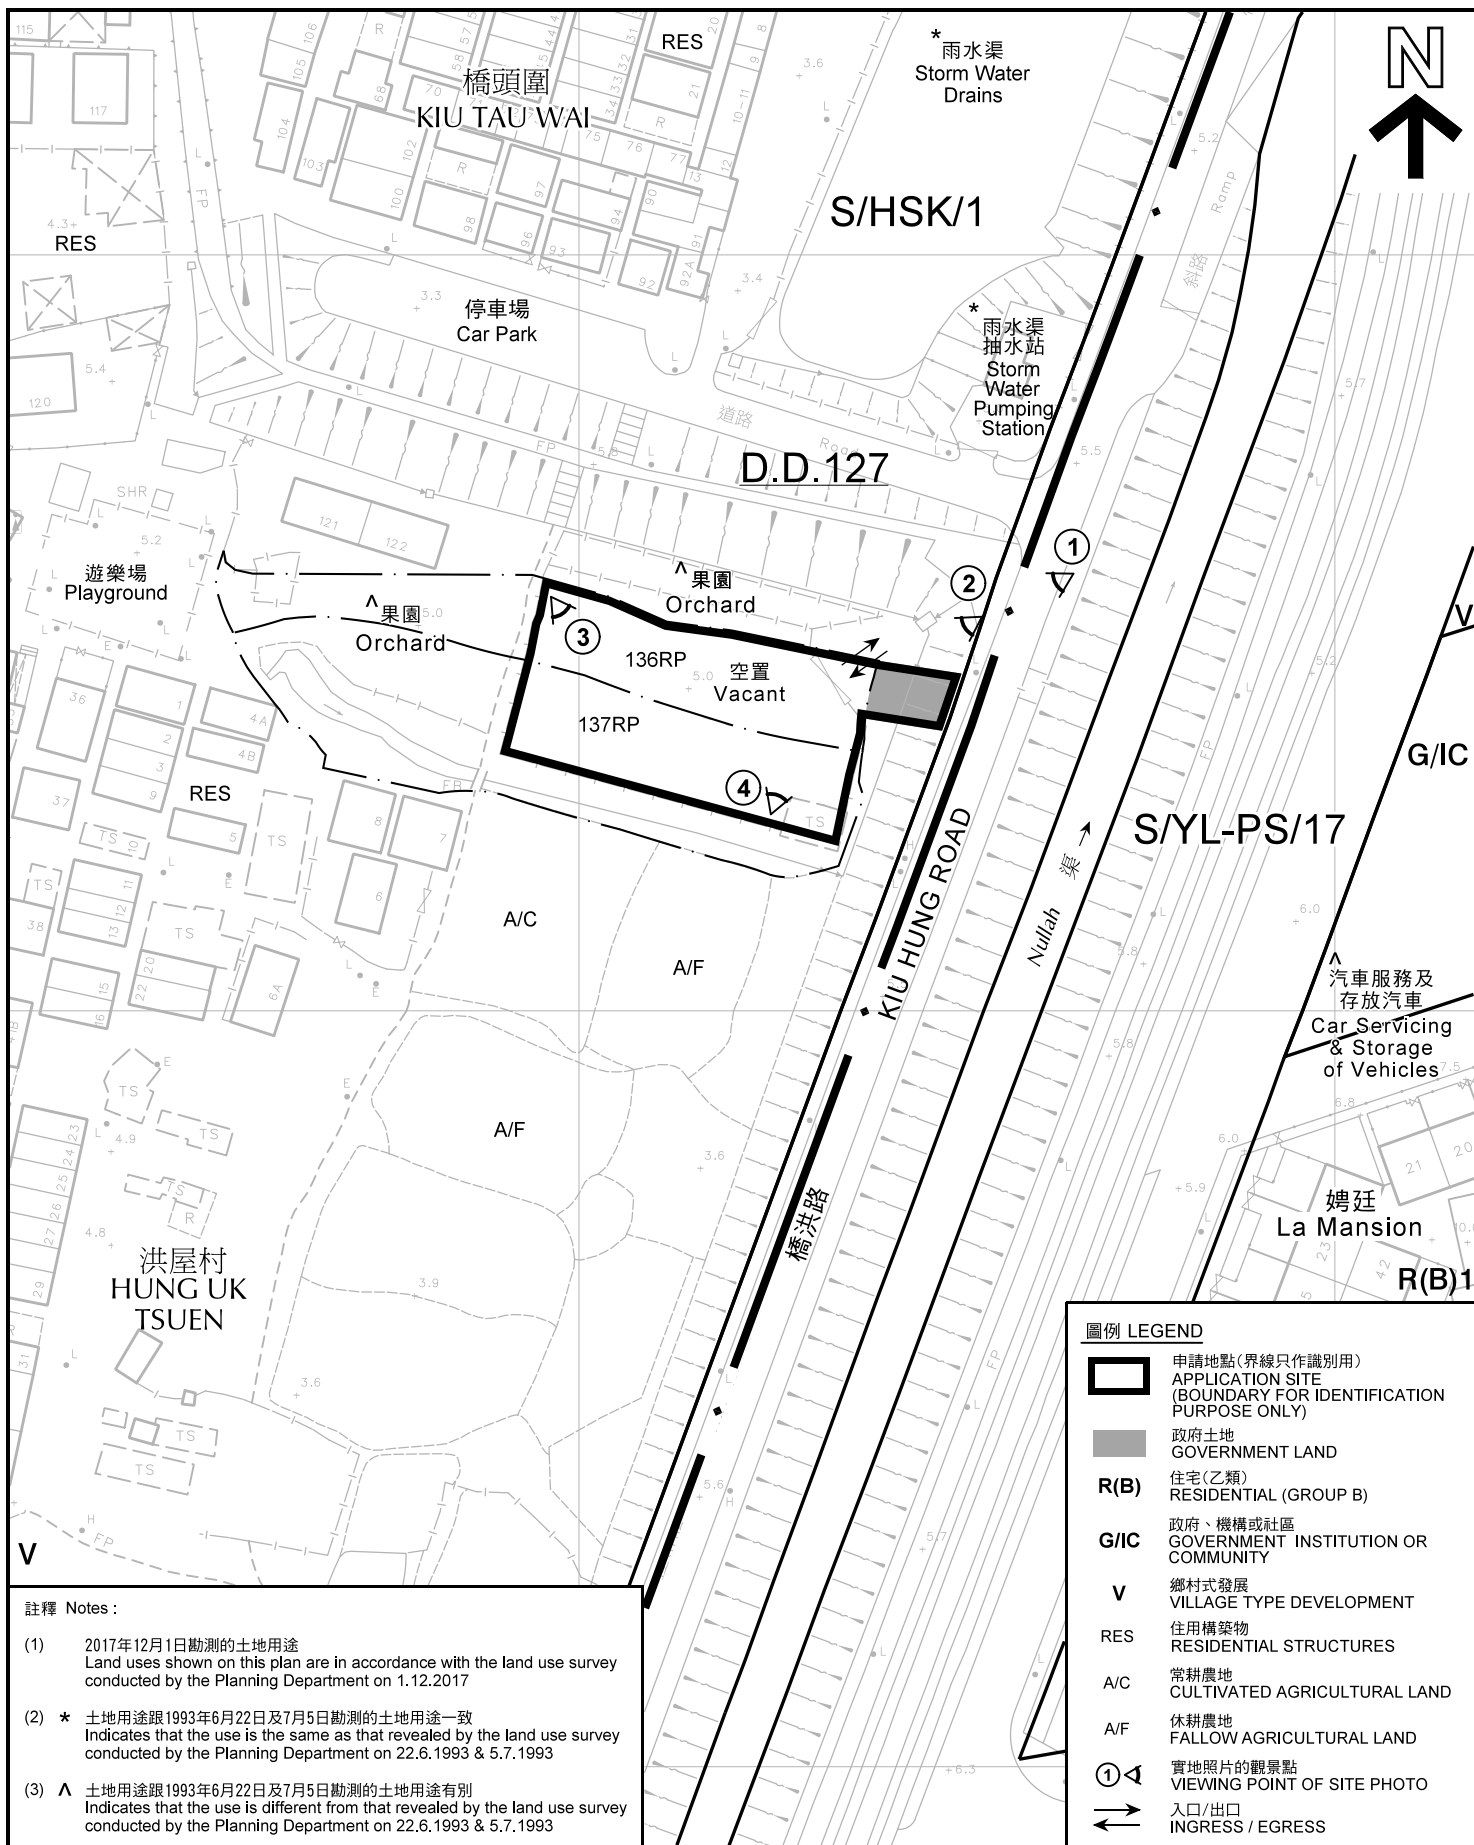 橋頭圍
KIU TAU WAI
RES
*
雨水渠
Storm Water
Drains
N
S/HSK/1
RES
停車場
Car Park
*
雨水渠
抽水站
Storm
Water
Pumping
Station
Ramp
斜路
道路
Road
FP
D.D.127
SHR
遊樂場
Playground
^
果園
Orchard
^
果園
Orchard
1
2
3
4
136RP
137RP
空置
Vacant
TS
RES
A/C
A/F
A/F
KIU HUNG ROAD
橋洪路
Nullah 渠
S/YL-PS/17
V
G/IC
^
汽車服務及
存放汽車
Car Servicing
& Storage
of Vehicles
娉廷
La Mansion
R(B)1
洪屋村
HUNG UK
TSUEN
V
圖例 LEGEND
申請地點(界線只作識別用)
APPLICATION SITE
(BOUNDARY FOR IDENTIFICATION
PURPOSE ONLY)
政府土地
GOVERNMENT LAND
R(B) 住宅(乙類)
RESIDENTIAL (GROUP B)
G/IC 政府、機構或社區
GOVERNMENT INSTITUTION OR
COMMUNITY
V 鄉村式發展
VILLAGE TYPE DEVELOPMENT
RES 住用構築物
RESIDENTIAL STRUCTURES
A/C 常耕農地
CULTIVATED AGRICULTURAL LAND
A/F 休耕農地
FALLOW AGRICULTURAL LAND
1 實地照片的觀景點
VIEWING POINT OF SITE PHOTO
入口/出口
INGRESS / EGRESS
註釋 Notes :
(1) 2017年12月1日勘測的土地用途
Land uses shown on this plan are in accordance with the land use survey
conducted by the Planning Department on 1.12.2017
(2) * 土地用途跟1993年6月22日及7月5日勘測的土地用途一致
Indicates that the use is the same as that revealed by the land use survey
conducted by the Planning Department on 22.6.1993 & 5.7.1993
(3) ^ 土地用途跟1993年6月22日及7月5日勘測的土地用途有別
Indicates that the use is different from that revealed by the land use survey
conducted by the Planning Department on 22.6.1993 & 5.7.1993